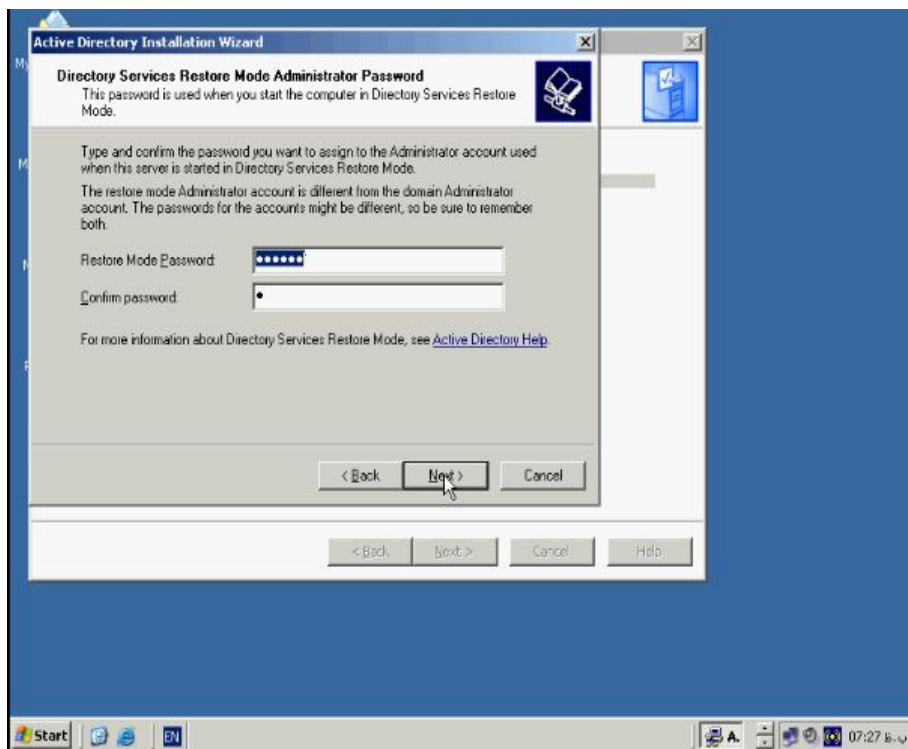 Active Directory Installation Wizard
Directory Services Restore Mode Administrator Password
This password is used when you start the computer in Directory Services Restore
Mode.
Type and confirm the password you want to assign to the Administrator account used
when this server is started in Directory Services Restore Mode.
The restore mode Administrator account is different from the domain Administrator
account. The passwords for the accounts might be different, so be sure to remember
both.
Restore Mode Password:
●●●●●●
Confirm password:
●
For more information about Directory Services Restore Mode, see Active Directory Help.
< Back Next > Cancel
< Back Next > Cancel Help
Start EN A. 07:27 ب.ظ